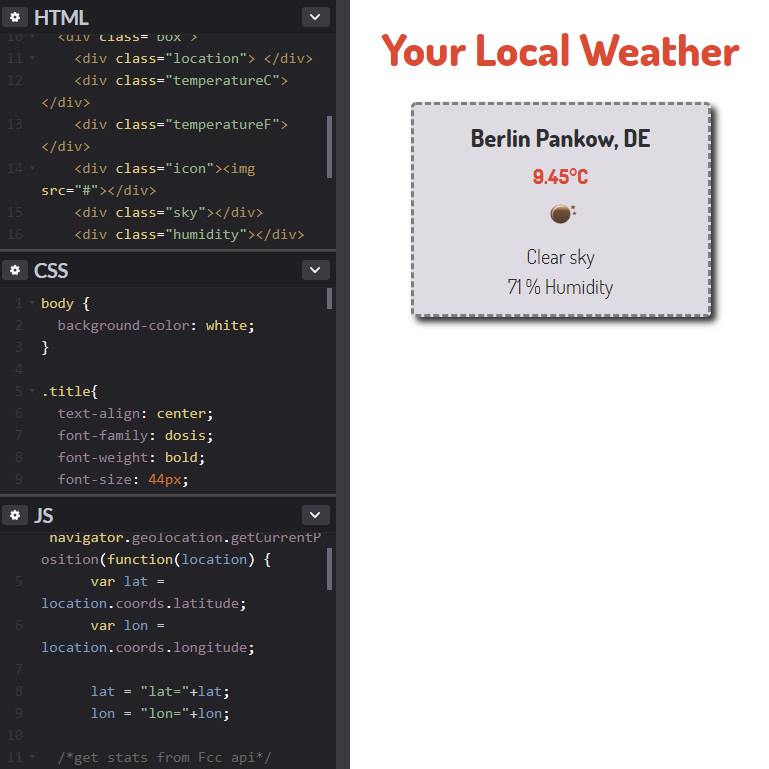 HTML
10 <div class="box">
11 <div class="location"> </div>
12 <div class="temperatureC">
</div>
13 <div class="temperatureF">
</div>
14 <div class="icon"><img
src="#"></div>
15 <div class="sky"></div>
16 <div class="humidity"></div>
CSS
1 body {
2 background-color: white;
3 }
4
5 .title{
6 text-align: center;
7 font-family: dosis;
8 font-weight: bold;
9 font-size: 44px;
JS
navigator.geolocation.getCurrentP
osition(function(location) {
5 var lat =
location.coords.latitude;
6 var lon =
location.coords.longitude;
7
8 lat = "lat="+lat;
9 lon = "lon="+lon;
10
11 /*get stats from Fcc api*/
Your Local Weather
Berlin Pankow, DE
9.45°C
Clear sky
71 % Humidity